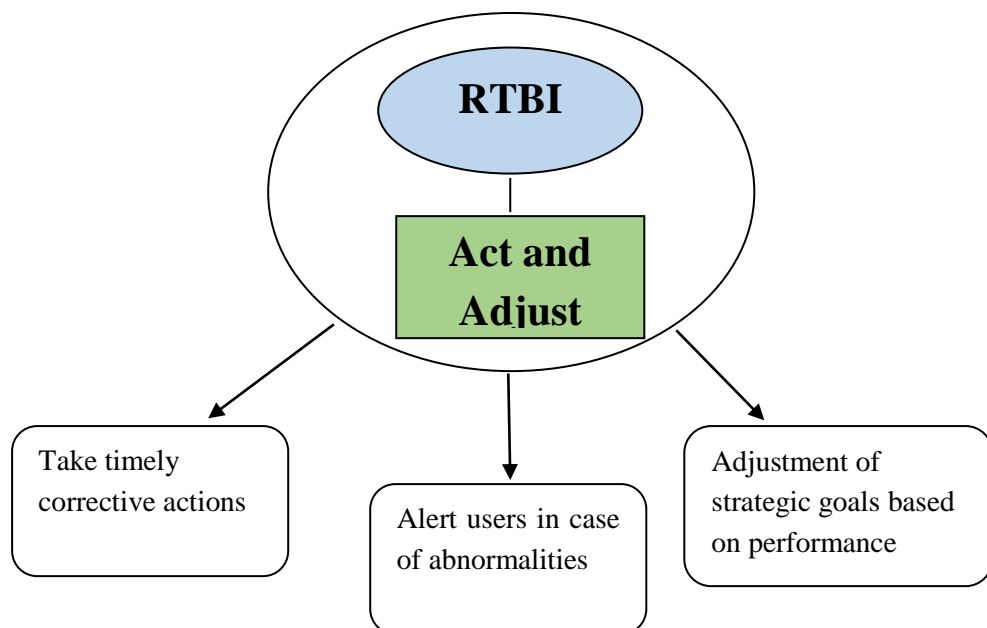 RTBI
Act and
Adjust
Take timely
corrective actions
Alert users in case
of abnormalities
Adjustment of
strategic goals based
on performance